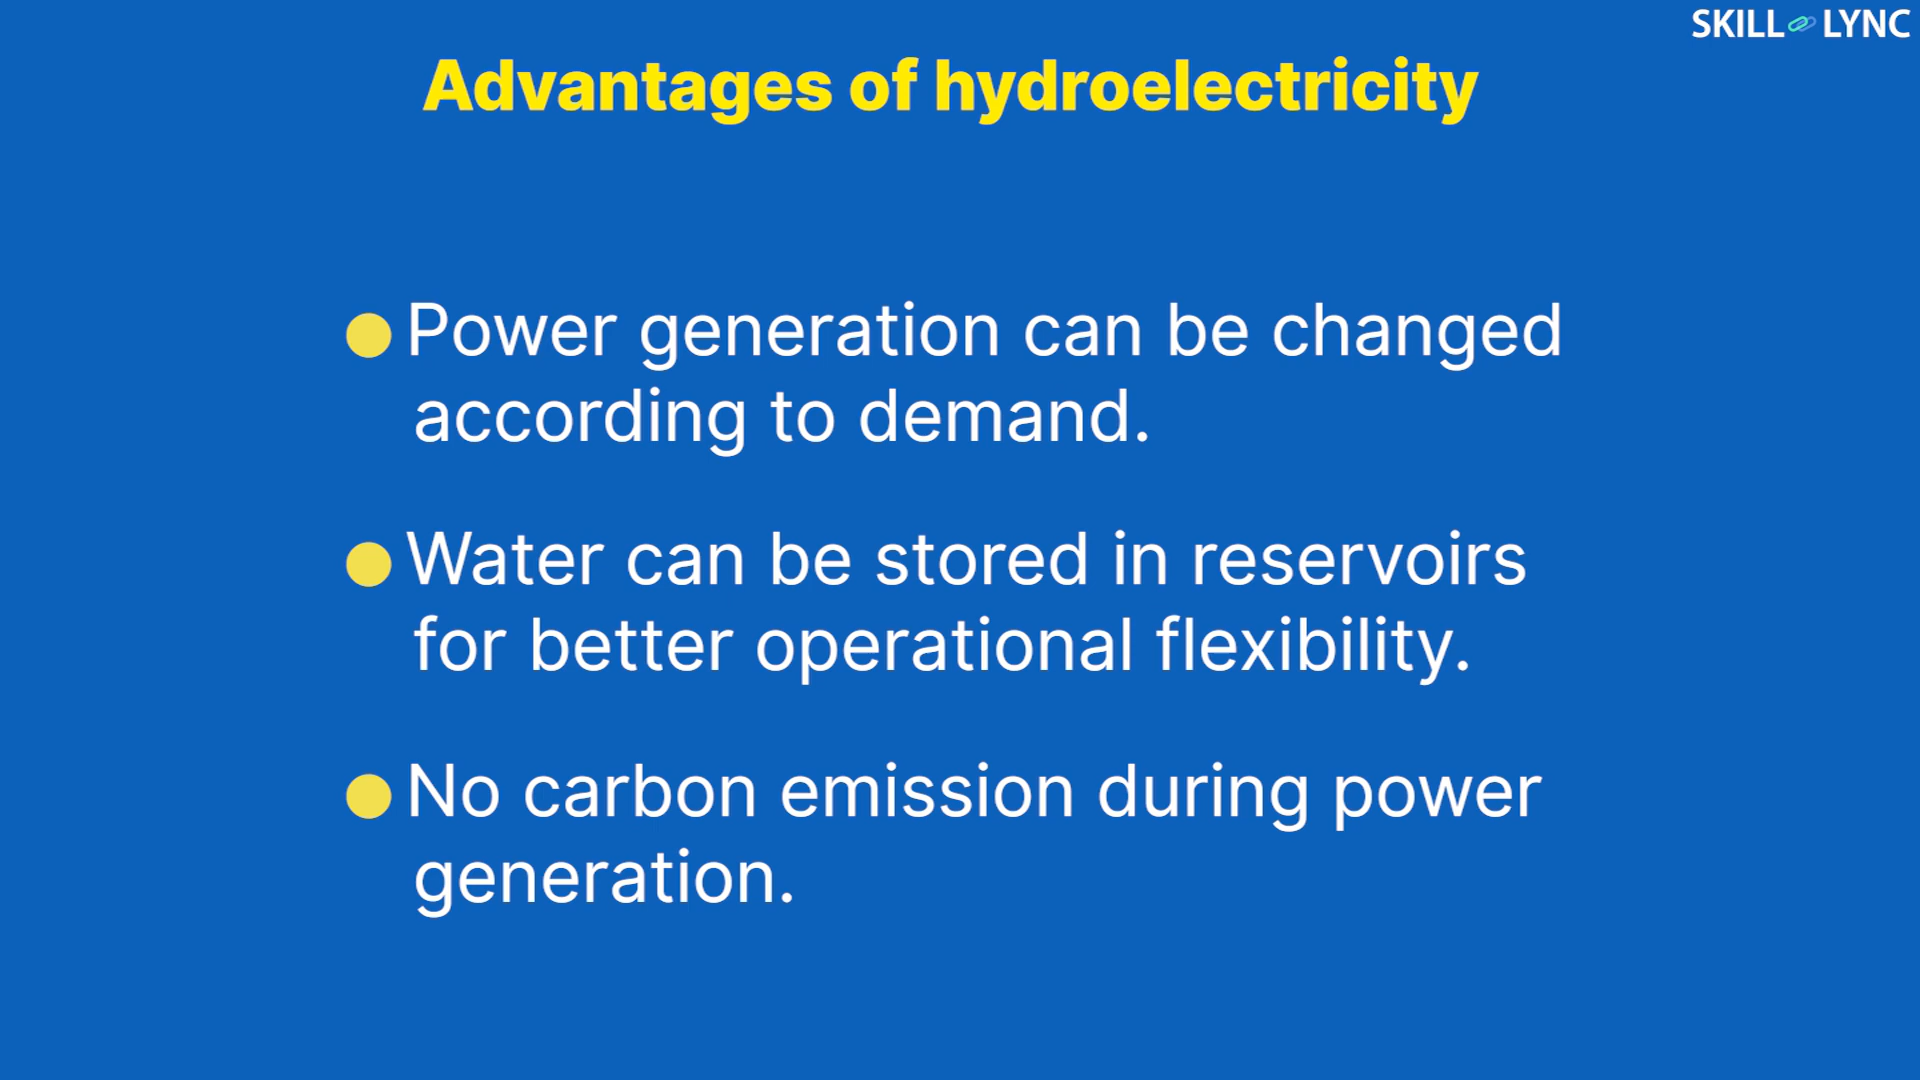 SKILL LYNC
Advantages of hydroelectricity
Power generation can be changed
according to demand.
Water can be stored in reservoirs
for better operational flexibility.
No carbon emission during power
generation.